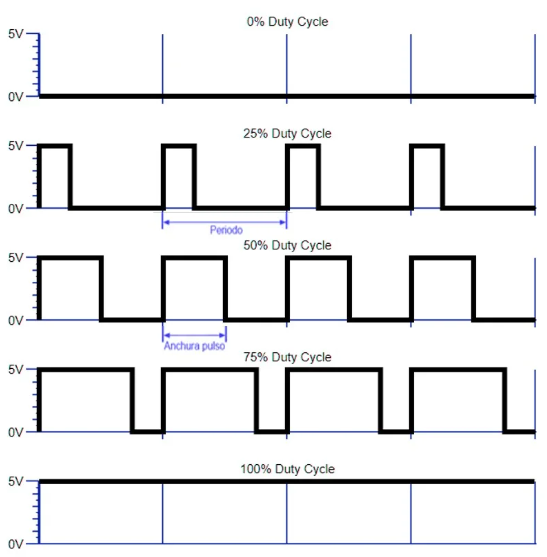 0% Duty Cycle
5V
0V
25% Duty Cycle
5V
0V
Periodo
50% Duty Cycle
5V
0V
Anchura pulso
75% Duty Cycle
5V
0V
100% Duty Cycle
5V
0V